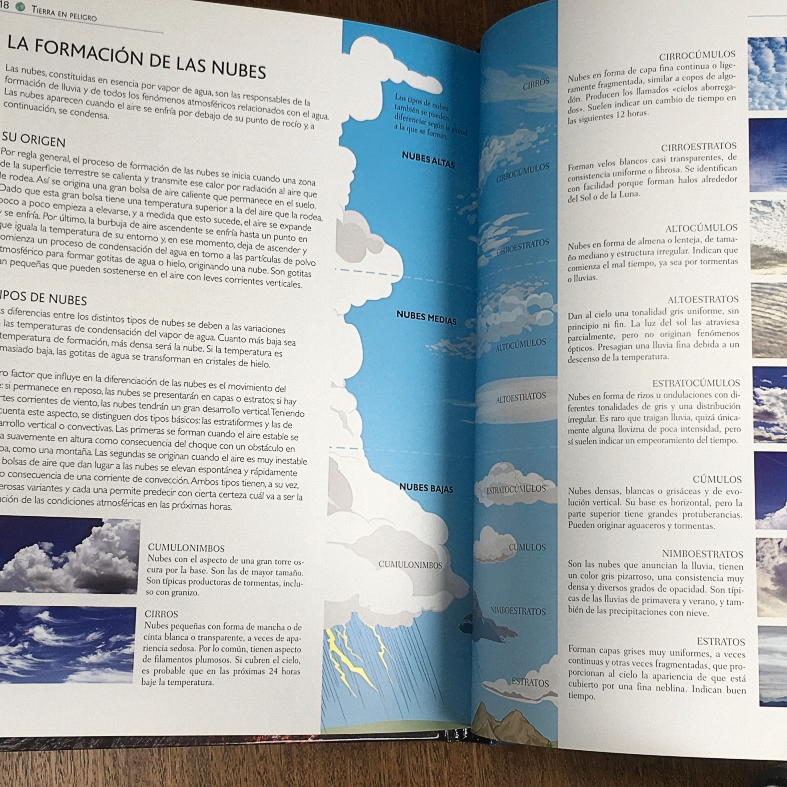 18 TIERRA EN PELIGRO
LA FORMACIÓN DE LAS NUBES
Las nubes, constituidas en esencia por vapor de agua, son las responsables de la
formación de lluvia y de todos los fenómenos atmosféricos relacionados con el agua.
Las nubes aparecen cuando el aire se enfría por debajo de su punto de rocío y, a
continuación, se condensa.
SU ORIGEN
Por regla general, el proceso de formación de las nubes se inicia cuando una zona
de la superficie terrestre se calienta y transmite ese calor por radiación al aire que
le rodea. Así se origina una gran bolsa de aire caliente que permanece en el suelo.
Dado que esta gran bolsa tiene una temperatura superior a la del aire que la rodea,
poco a poco empieza a elevarse, y a medida que esto sucede, el aire se expande
y se enfría. Por último, la burbuja de aire ascendente se enfría hasta un punto en
que iguala la temperatura de su entorno y, en ese momento, deja de ascender y
comienza un proceso de condensación del agua en torno a las partículas de polvo
atmosférico para formar gotitas de agua o hielo, originando una nube. Son gotitas
an pequeñas que pueden sostenerse en el aire con leves corrientes verticales.
IPOS DE NUBES
s diferencias entre los distintos tipos de nubes se deben a las variaciones
las temperaturas de condensación del vapor de agua. Cuanto más baja sea
temperatura de formación, más densa será la nube. Si la temperatura es
masiado baja, las gotitas de agua se transforman en cristales de hielo.
ro factor que influye en la diferenciación de las nubes es el movimiento del
: si permanece en reposo, las nubes se presentarán en capas o estratos; si hay
rtes corrientes de viento, las nubes tendrán un gran desarrollo vertical. Teniendo
cuenta este aspecto, se distinguen dos tipos básicos: las estratiformes y las de
arrollo vertical o convectivas. Las primeras se forman cuando el aire estable se
a suavemente en altura como consecuencia del choque con un obstáculo en
pa, como una montaña. Las segundas se originan cuando el aire es muy inestable
bolsas de aire que dan lugar a las nubes se elevan espontánea y rápidamente
o consecuencia de una corriente de convección. Ambos tipos tienen, a su vez,
erosas variantes y cada una permite predecir con cierta certeza cuál va a ser la
ción de las condiciones atmosféricas en las próximas horas.
CUMULONIMBOS
Nubes con el aspecto de una gran torre os-
cura por la base. Son las de mayor tamaño.
Son típicas productoras de tormentas, inclu-
so con granizo.
CIRROS
Nubes pequeñas con forma de mancha o de
cinta blanca o transparente, a veces de apa-
riencia sedosa. Por lo común, tienen aspecto
de filamentos plumosos. Si cubren el cielo,
es probable que en las próximas 24 horas
baje la temperatura.
Los tipos de nubes
también se pueden
diferenciar según la altitud
a la que se forman.
NUBES ALTAS
NUBES MEDIAS
NUBES BAJAS
CUMULONIMBOS
CIRROS
CIRROCÚMULOS
CIRROESTRATOS
ALTOCÚMULOS
ALTOESTRATOS
ESTRATOCÚMULOS
CÚMULOS
NIMBOESTRATOS
ESTRATOS
CIRROCÚMULOS
Nubes en forma de capa fina continua o lige-
ramente fragmentada, similar a copos de algo-
dón. Producen los llamados «cielos aborrega-
dos». Suelen indicar un cambio de tiempo en
las siguientes 12 horas.
CIRROESTRATOS
Forman velos blancos casi transparentes, de
consistencia uniforme o fibrosa. Se identifican
con facilidad porque forman halos alrededor
del Sol o de la Luna.
ALTOCÚMULOS
Nubes en forma de almena o lenteja, de tama-
ño mediano y estructura irregular. Indican que
comienza el mal tiempo, ya sea por tormentas
o lluvias.
ALTOESTRATOS
Dan al cielo una tonalidad gris uniforme, sin
principio ni fin. La luz del sol las atraviesa
parcialmente, pero no originan fenómenos
ópticos. Presagian una lluvia fina debida a un
descenso de la temperatura.
ESTRATOCÚMULOS
Nubes en forma de rizos u ondulaciones con di-
ferentes tonalidades de gris y una distribución
irregular. Es raro que traigan lluvia, quizá única-
mente alguna llovizna de poca intensidad, pero
sí suelen indicar un empeoramiento del tiempo.
CÚMULOS
Nubes densas, blancas o grisáceas y de evo-
lución vertical. Su base es horizontal, pero la
parte superior tiene grandes protuberancias.
Pueden originar aguaceros y tormentas.
NIMBOESTRATOS
Son las nubes que anuncian la lluvia, tienen
un color gris pizarroso, una consistencia muy
densa y diversos grados de opacidad. Son típi-
cas de las lluvias de primavera y verano, y tam-
bién de las precipitaciones con nieve.
ESTRATOS
Forman capas grises muy uniformes, a veces
continuas y otras veces fragmentadas, que pro-
porcionan al cielo la apariencia de que está
cubierto por una fina neblina. Indican buen
tiempo.